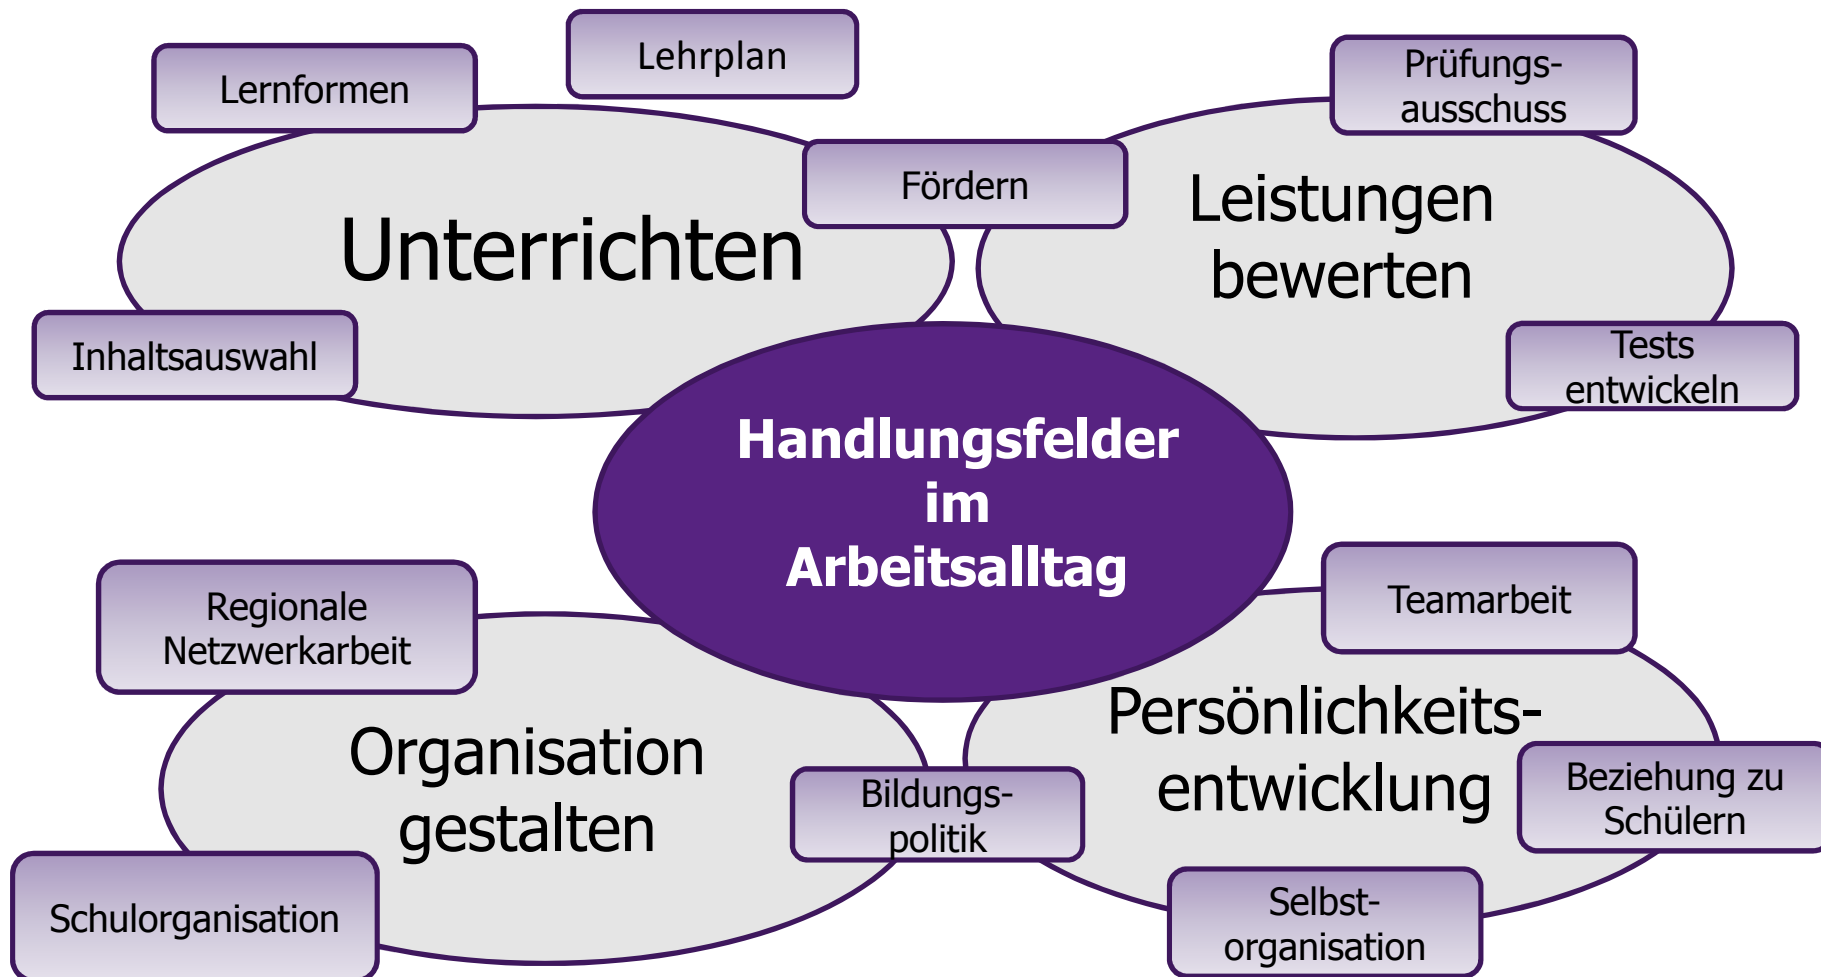 Lehrplan
Lernformen
Prüfungs-
ausschuss
Fördern
Unterrichten
Leistungen
bewerten
Inhaltsauswahl
Tests
entwickeln
Handlungsfelder
im
Arbeitsalltag
Regionale
Netzwerkarbeit
Teamarbeit
Organisation
gestalten
Persönlichkeits-
entwicklung
Bildungs-
politik
Beziehung zu
Schülern
Schulorganisation
Selbst-
organisation